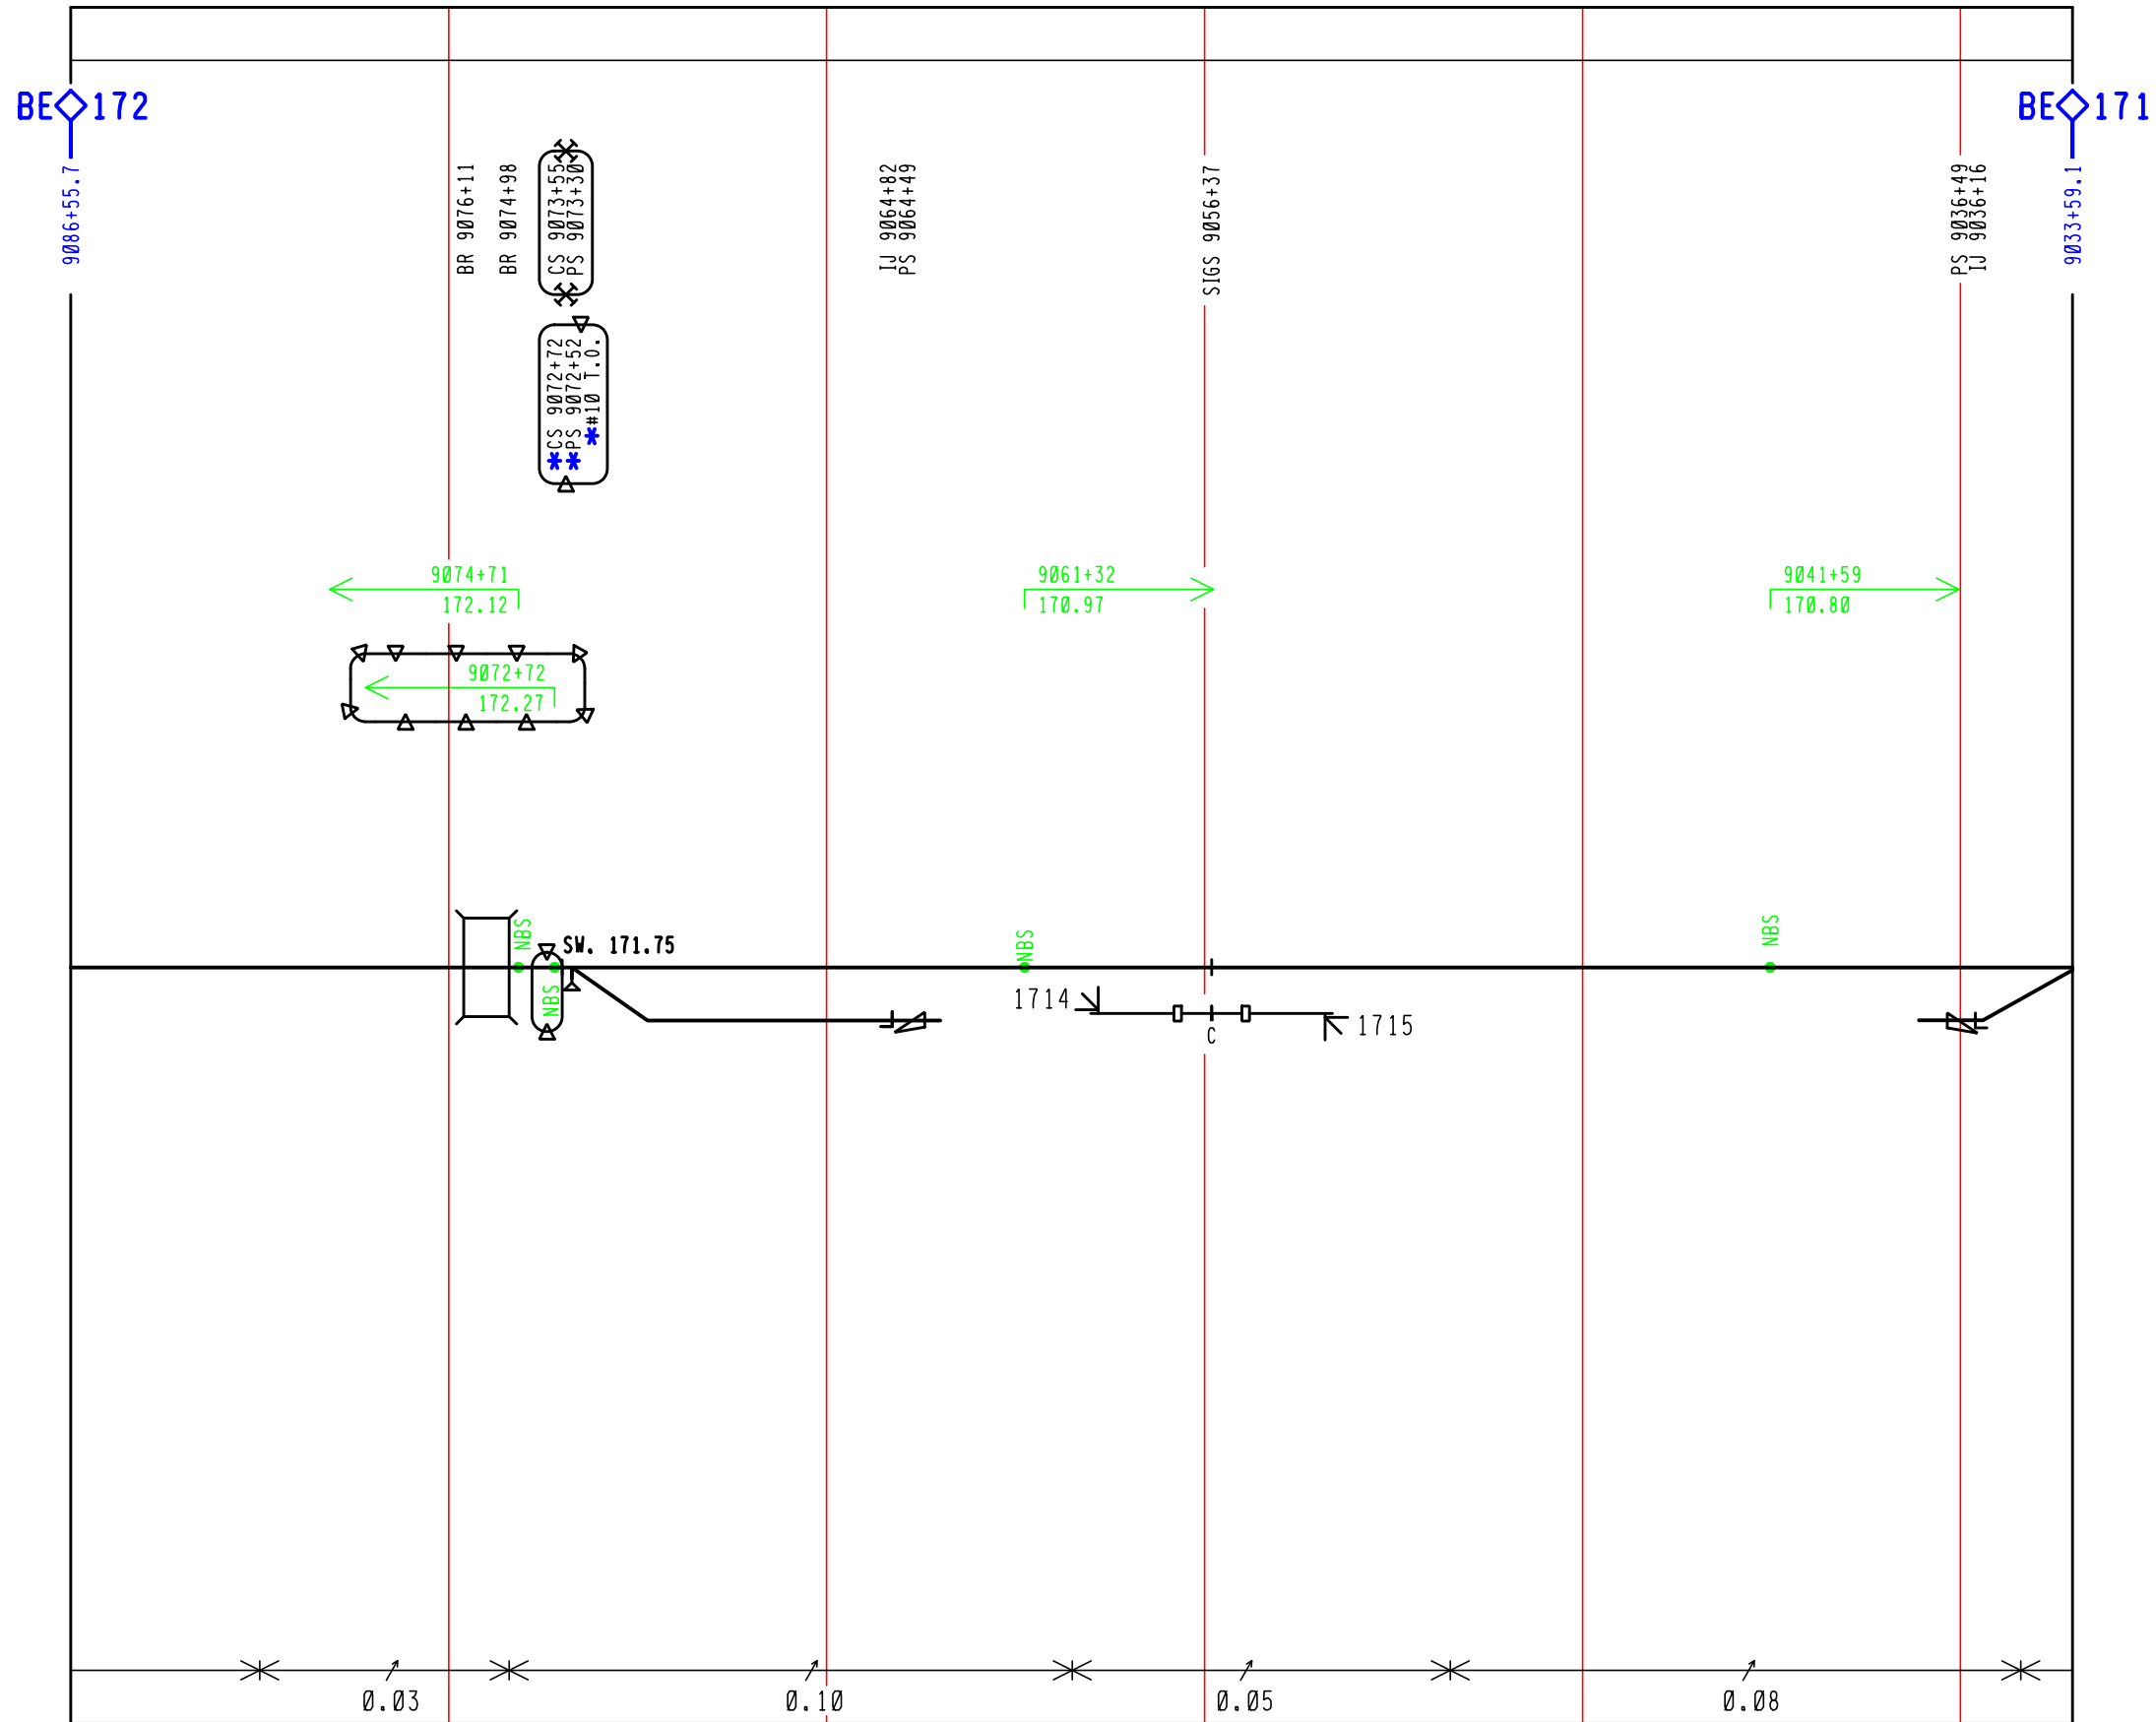 BE 172
BE 171
9086+55.7
BR 9076+11
BR 9074+98
CS 9073+55
PS 9073+30
IJ 9064+82
PS 9064+49
SIGS 9056+37
PS 9036+49
IJ 9036+16
9033+59.1
*CS 9072+72
*PS 9072+52
*#10 T.O.
9074+71
172.12
9061+32
170.97
9041+59
170.80
9072+72
172.27
NBS
SW. 171.75
NBS
NBS
NBS
1714
1715
C
0.03
0.10
0.05
0.08